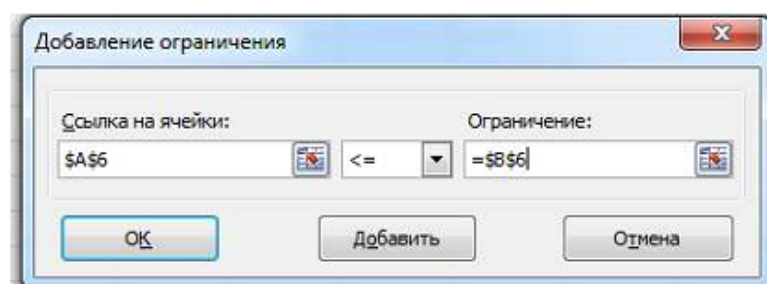 Добавление ограничения
Ссылка на ячейки:
Ограничение:
$A$6
<=
=$B$6
ОК
Добавить
Отмена